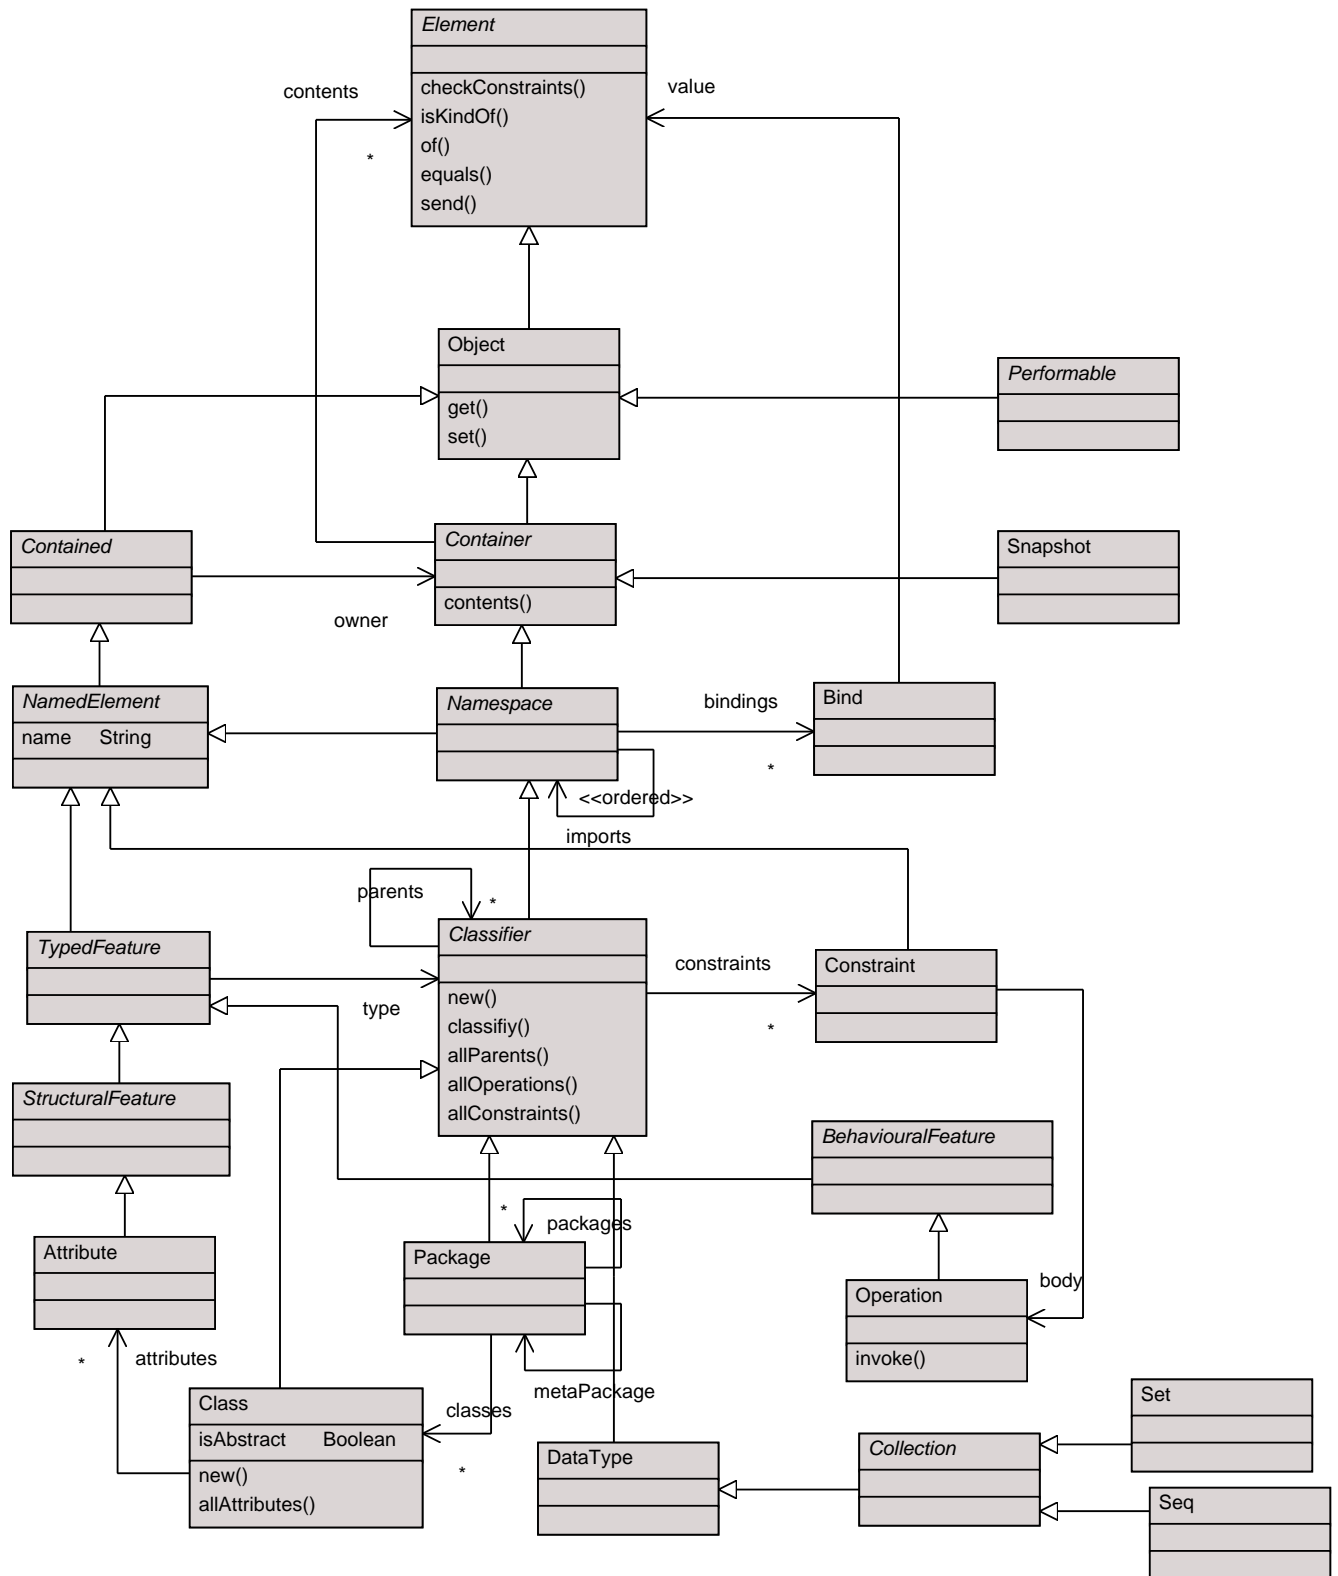 Element
contents
checkConstraints()
value
isKindOf()
*
of()
equals()
send()
Object
get()
set()
Performable
Contained
Container
contents()
Snapshot
owner
NamedElement
name String
Namespace
bindings
*
Bind
<<ordered>>
imports
parents
*
TypedFeature
Classifier
new()
classifiy()
allParents()
allOperations()
allConstraints()
constraints
*
Constraint
type
StructuralFeature
BehaviouralFeature
*
packages
Attribute
Package
Operation
invoke()
body
*
attributes
metaPackage
classes
*
Class
isAbstract Boolean
new()
allAttributes()
DataType
Collection
Set
Seq